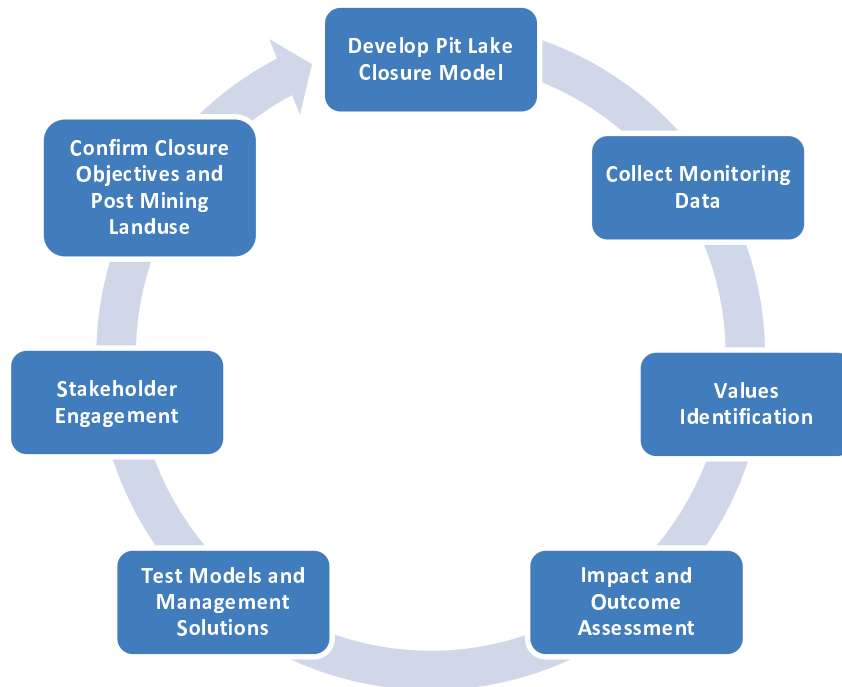 Develop Pit Lake
Closure Model
Collect Monitoring
Data
Values
Identification
Impact and
Outcome
Assessment
Test Models and
Management
Solutions
Stakeholder
Engagement
Confirm Closure
Objectives and
Post Mining
Landuse